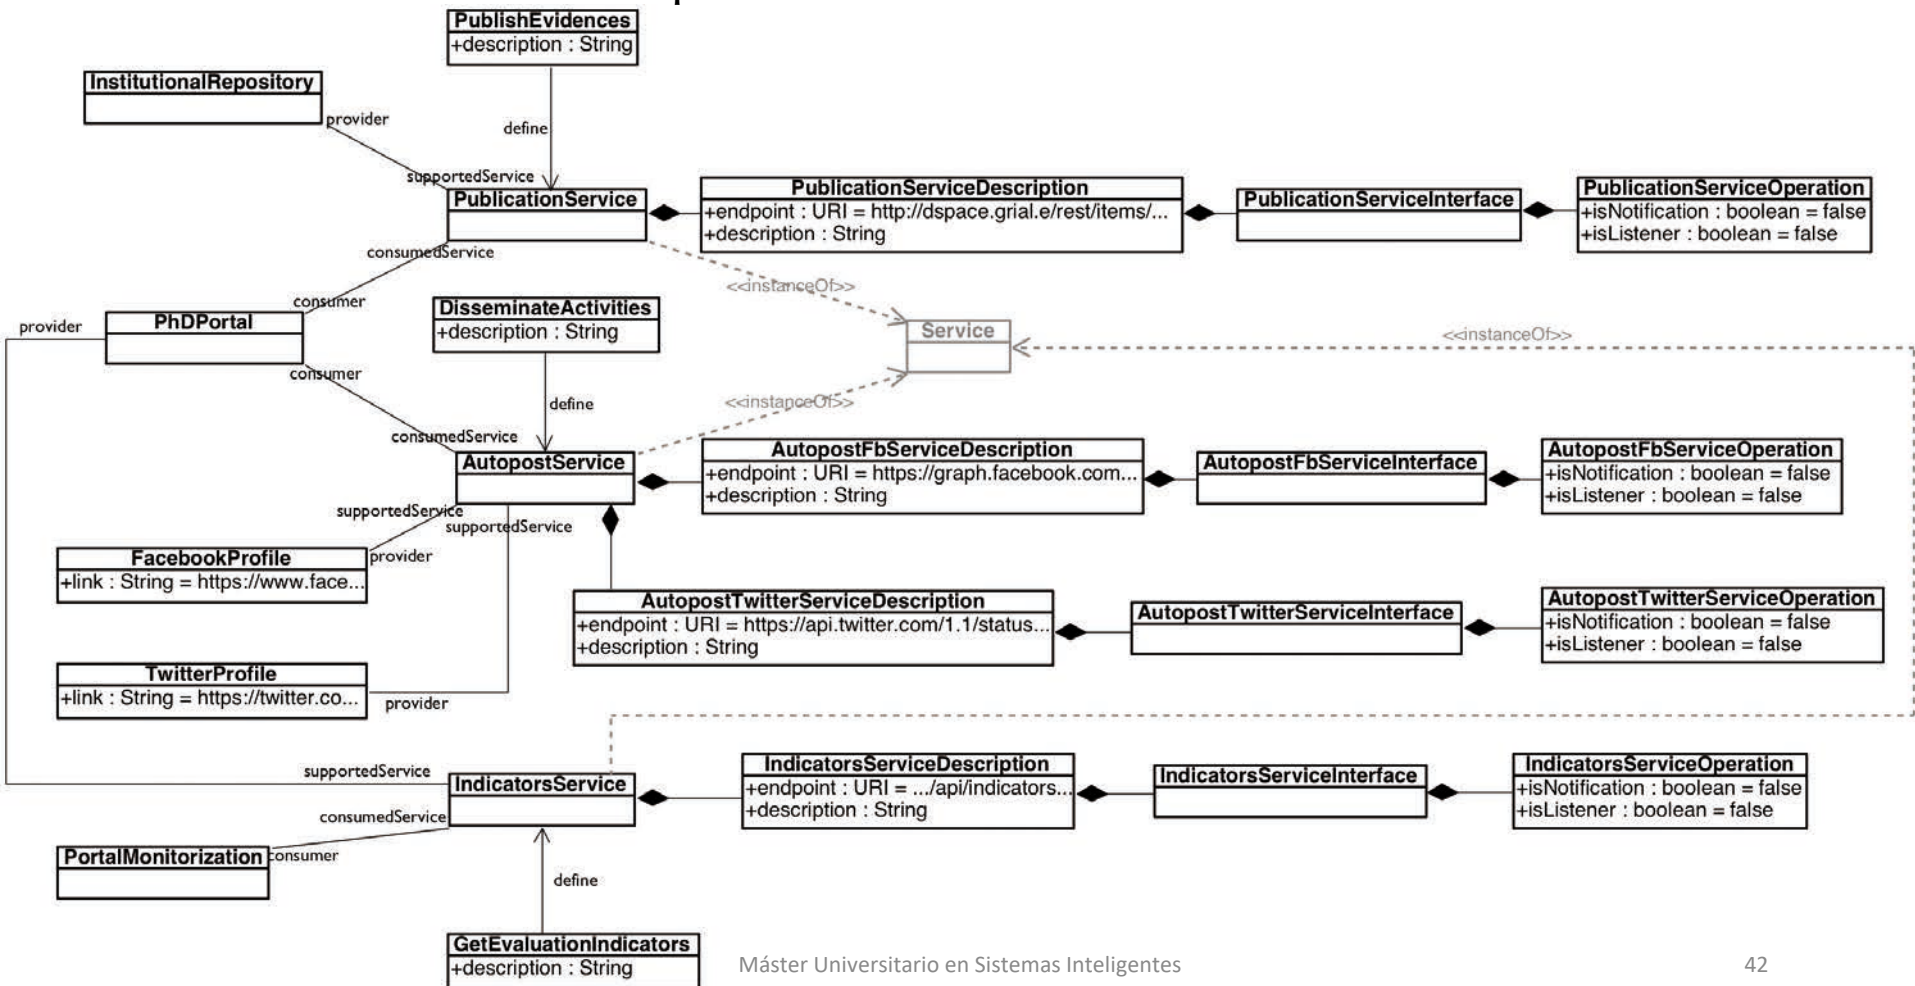 PublishEvidences
+description : String
InstitutionalRepository
provider
define
supportedService
PublicationService
PublicationServiceDescription
+endpoint : URI = http://dspace.grial.e/rest/items/...
+description : String
PublicationServiceInterface
PublicationServiceOperation
+isNotification : boolean = false
+isListener : boolean = false
consumedService
<<instanceOf>>
consumer
DisseminateActivities
+description : String
PhDPortal
provider
Service
<<instanceOf>>
consumer
define
<<instanceOf>>
consumedService
AutopostService
AutopostFbServiceDescription
+endpoint : URI = https://graph.facebook.com...
+description : String
AutopostFbServiceInterface
AutopostFbServiceOperation
+isNotification : boolean = false
+isListener : boolean = false
supportedService
supportedService
provider
FacebookProfile
+link : String = https://www.face...
AutopostTwitterServiceDescription
+endpoint : URI = https://api.twitter.com/1.1/status...
+description : String
AutopostTwitterServiceInterface
AutopostTwitterServiceOperation
+isNotification : boolean = false
+isListener : boolean = false
TwitterProfile
+link : String = https://twitter.co...
provider
supportedService
IndicatorsService
IndicatorsServiceDescription
+endpoint : URI = .../api/indicators...
+description : String
IndicatorsServiceInterface
IndicatorsServiceOperation
+isNotification : boolean = false
+isListener : boolean = false
consumedService
PortalMonitorization
consumer
define
GetEvaluationIndicators
+description : String
Máster Universitario en Sistemas Inteligentes
42